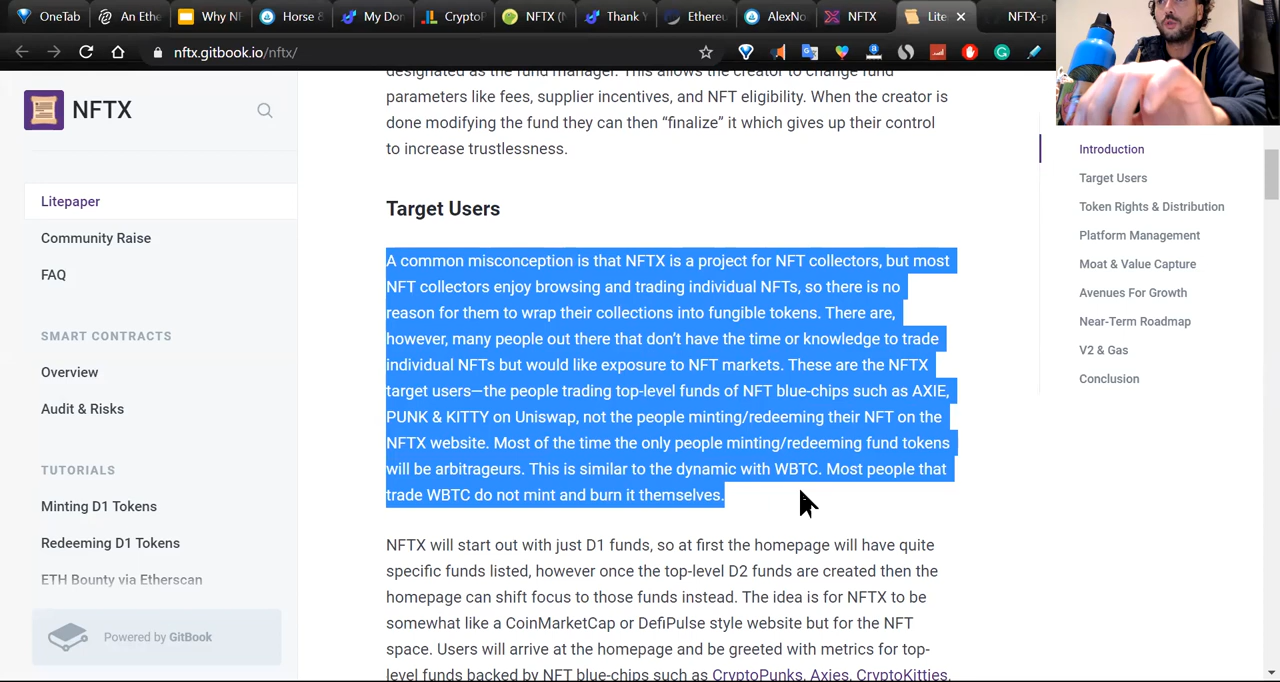 OneTab
An Ethe
Why NF
Horse &
My Dor
CryptoP
NFTX (N
Thank Y
Ethereu
AlexNo
NFTX
Lite
NFTX-p
nftx.gitbook.io/nftx/
NFTX
Litepaper
Community Raise
FAQ
SMART CONTRACTS
Overview
Audit & Risks
TUTORIALS
Minting D1 Tokens
Redeeming D1 Tokens
ETH Bounty via Etherscan
Powered by GitBook
designated as the fund manager. This allows the creator to change fund
parameters like fees, supplier incentives, and NFT eligibility. When the creator is
done modifying the fund they can then “finalize” it which gives up their control
to increase trustlessness.
Target Users
A common misconception is that NFTX is a project for NFT collectors, but most
NFT collectors enjoy browsing and trading individual NFTs, so there is no
reason for them to wrap their collections into fungible tokens. There are,
however, many people out there that don’t have the time or knowledge to trade
individual NFTs but would like exposure to NFT markets. These are the NFTX
target users—the people trading top-level funds of NFT blue-chips such as AXIE,
PUNK & KITTY on Uniswap, not the people minting/redeeming their NFT on the
NFTX website. Most of the time the only people minting/redeeming fund tokens
will be arbitrageurs. This is similar to the dynamic with WBTC. Most people that
trade WBTC do not mint and burn it themselves.
NFTX will start out with just D1 funds, so at first the homepage will have quite
specific funds listed, however once the top-level D2 funds are created then the
homepage can shift focus to those funds instead. The idea is for NFTX to be
somewhat like a CoinMarketCap or DefiPulse style website but for the NFT
space. Users will arrive at the homepage and be greeted with metrics for top-
level funds backed by NFT blue-chips such as CryptoPunks, Axies, CryptoKitties,
Introduction
Target Users
Token Rights & Distribution
Platform Management
Moat & Value Capture
Avenues For Growth
Near-Term Roadmap
V2 & Gas
Conclusion